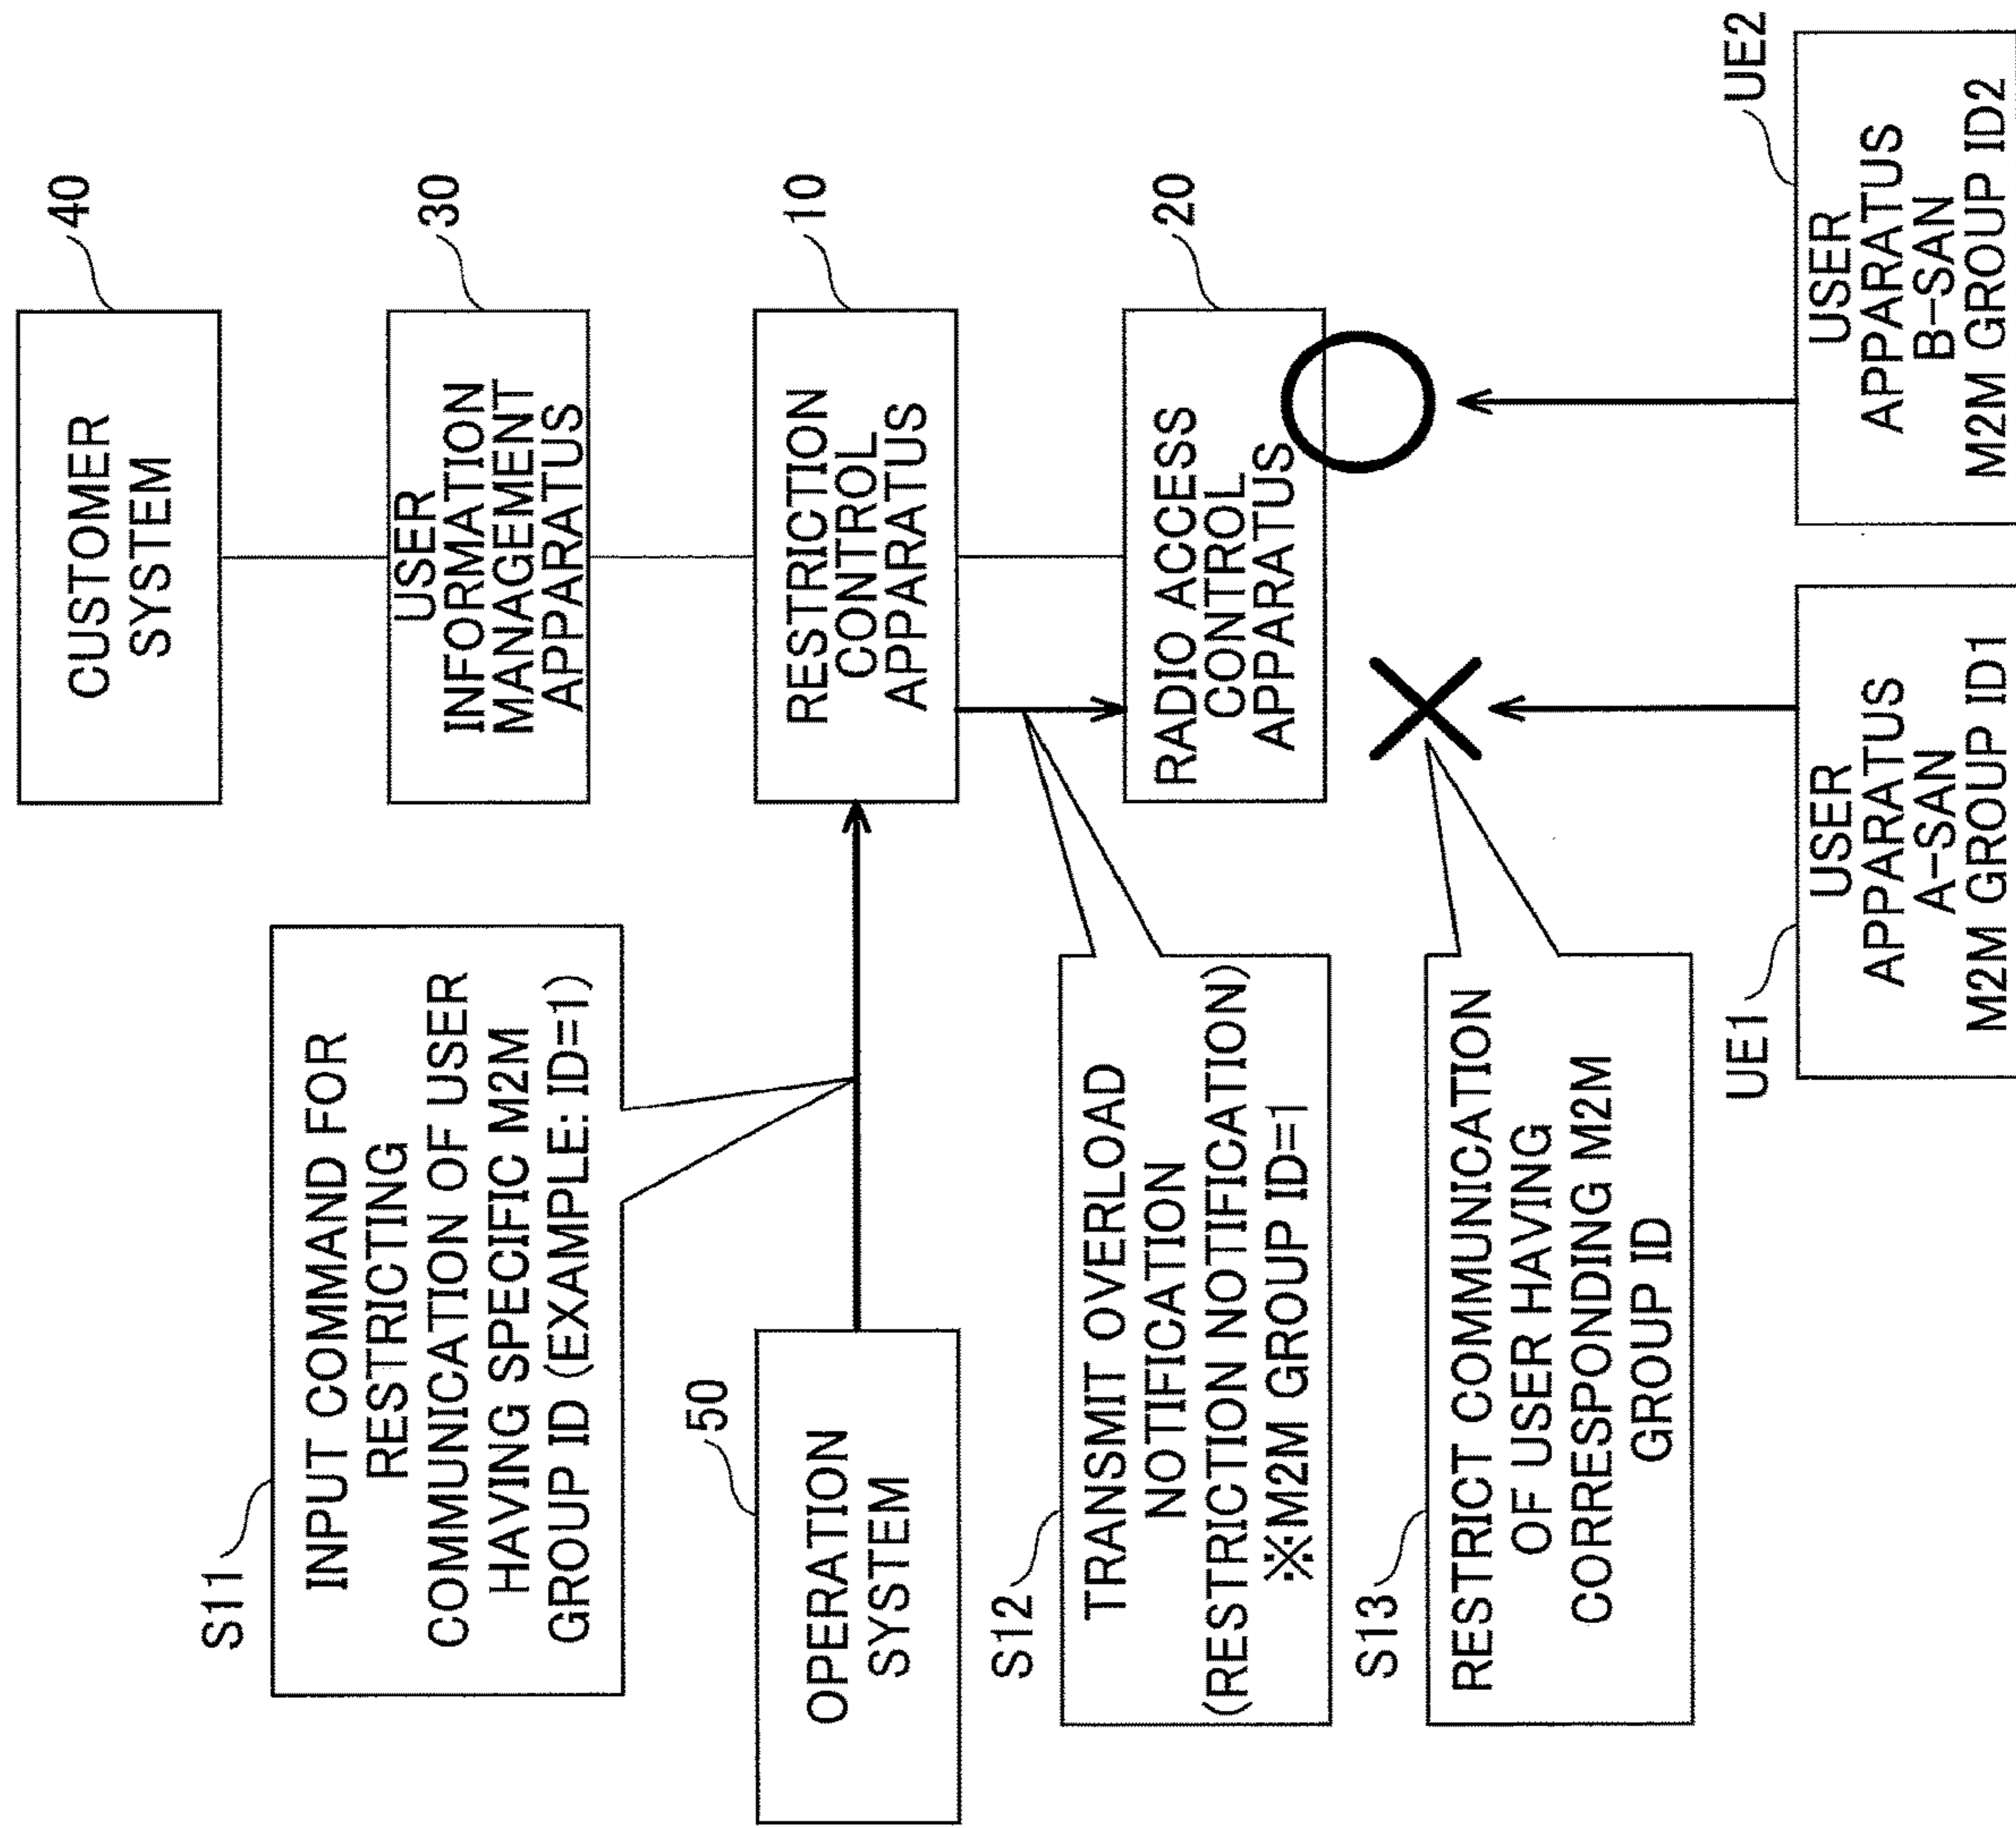 40
CUSTOMER
SYSTEM
30
USER
INFORMATION
MANAGEMENT
APPARATUS
S11
INPUT COMMAND FOR
RESTRICTING
COMMUNICATION OF USER
HAVING SPECIFIC M2M
GROUP ID (EXAMPLE: ID=1)
50
OPERATION
SYSTEM
10
RESTRICTION
CONTROL
APPARATUS
S12
TRANSMIT OVERLOAD
NOTIFICATION
(RESTRICTION NOTIFICATION)
※M2M GROUP ID=1
20
RADIO ACCESS
CONTROL
APPARATUS
S13
RESTRICT COMMUNICATION
OF USER HAVING
CORRESPONDING M2M
GROUP ID
UE1
USER
APPARATUS
A-SAN
M2M GROUP ID1
UE2
USER
APPARATUS
B-SAN
M2M GROUP ID2